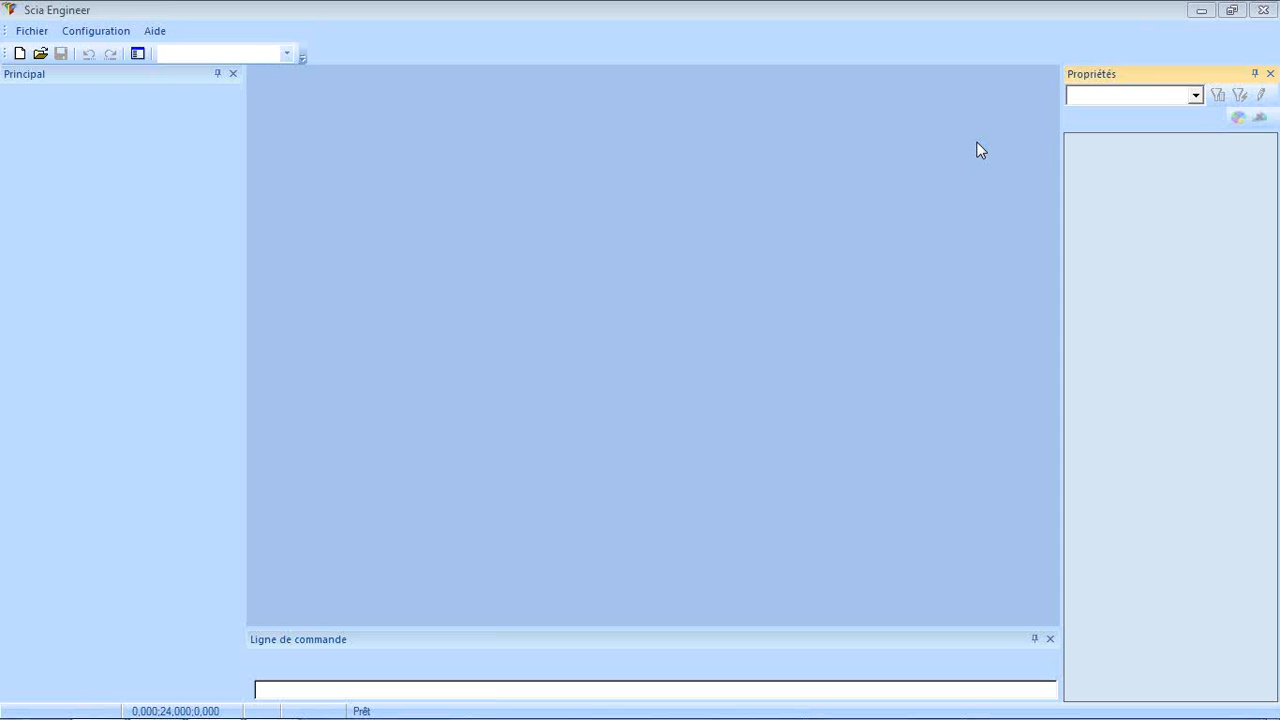 Scia Engineer
Fichier Configuration Aide
Principal
Propriétés
Ligne de commande
0,000;24,000;0,000 Prêt